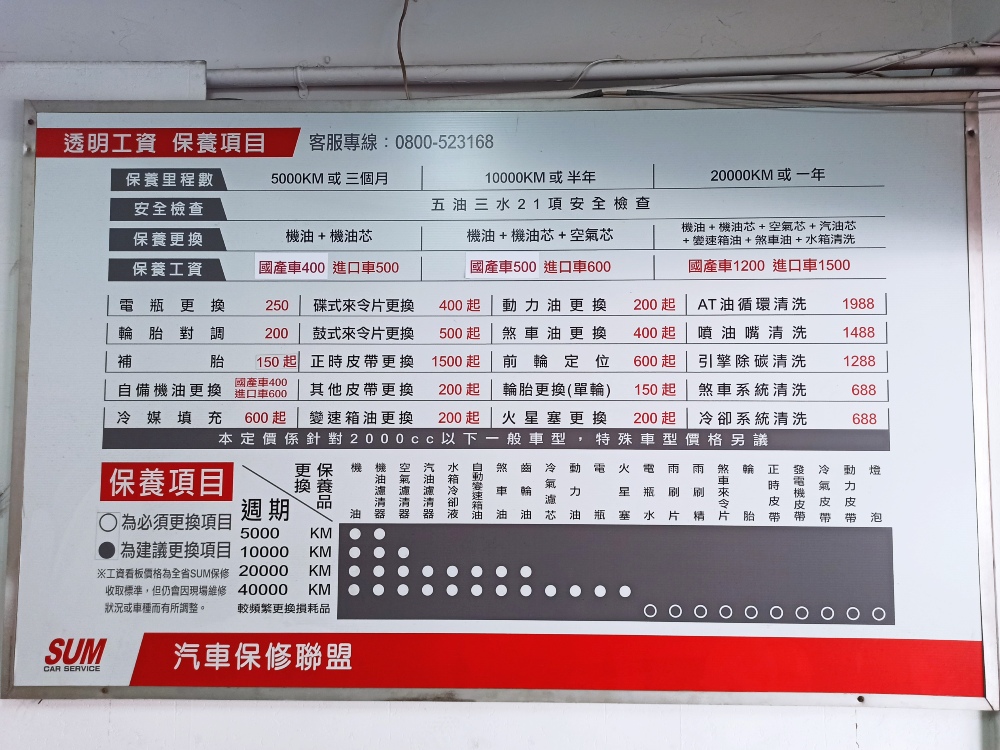 透明工資 保養項目 客服專線：0800-523168
保養里程數 5000KM 或 三個月 10000KM 或 半年 20000KM 或 一年
安全檢查 五油三水21項安全檢查
保養更換 機油＋機油芯 機油＋機油芯＋空氣芯 機油＋機油芯＋空氣芯＋汽油芯
＋變速箱油＋煞車油＋水箱清洗
保養工資 國產車400 進口車500 國產車500 進口車600 國產車1200 進口車1500
電瓶更換 250 碟式來令片更換 400起 動力油更換 200起 AT油循環清洗 1988
輪胎對調 200 鼓式來令片更換 500起 煞車油更換 400起 噴油嘴清洗 1488
補胎 150起 正時皮帶更換 1500起 前輪定位 600起 引擎除碳清洗 1288
自備機油更換 國產車400 進口車600 其他皮帶更換 200起 輪胎更換(單輪) 150起 煞車系統清洗 688
冷媒填充 600起 變速箱油更換 200起 火星塞更換 200起 冷卻系統清洗 688
本定價係針對2000cc以下一般車型，特殊車型價格另議
保養項目
○為必須更換項目
●為建議更換項目
※工資看板價格為全省SUM保修
收取標準，但仍會因現場維修
狀況或車種而有所調整。
週期
更換
保養品
機油
機油濾清器
空氣濾清器
汽油濾清器
水箱冷卻液
自動變速箱油
煞車油
齒輪油
冷氣濾芯
動力油
電瓶
火星塞
電瓶水
雨刷片
雨刷精
煞車來令片
輪胎
正時皮帶
發電機皮帶
冷氣皮帶
動力皮帶
燈泡
5000 KM
10000 KM
20000 KM
40000 KM
較頻繁更換損耗品
SUM
CAR SERVICE
汽車保修聯盟